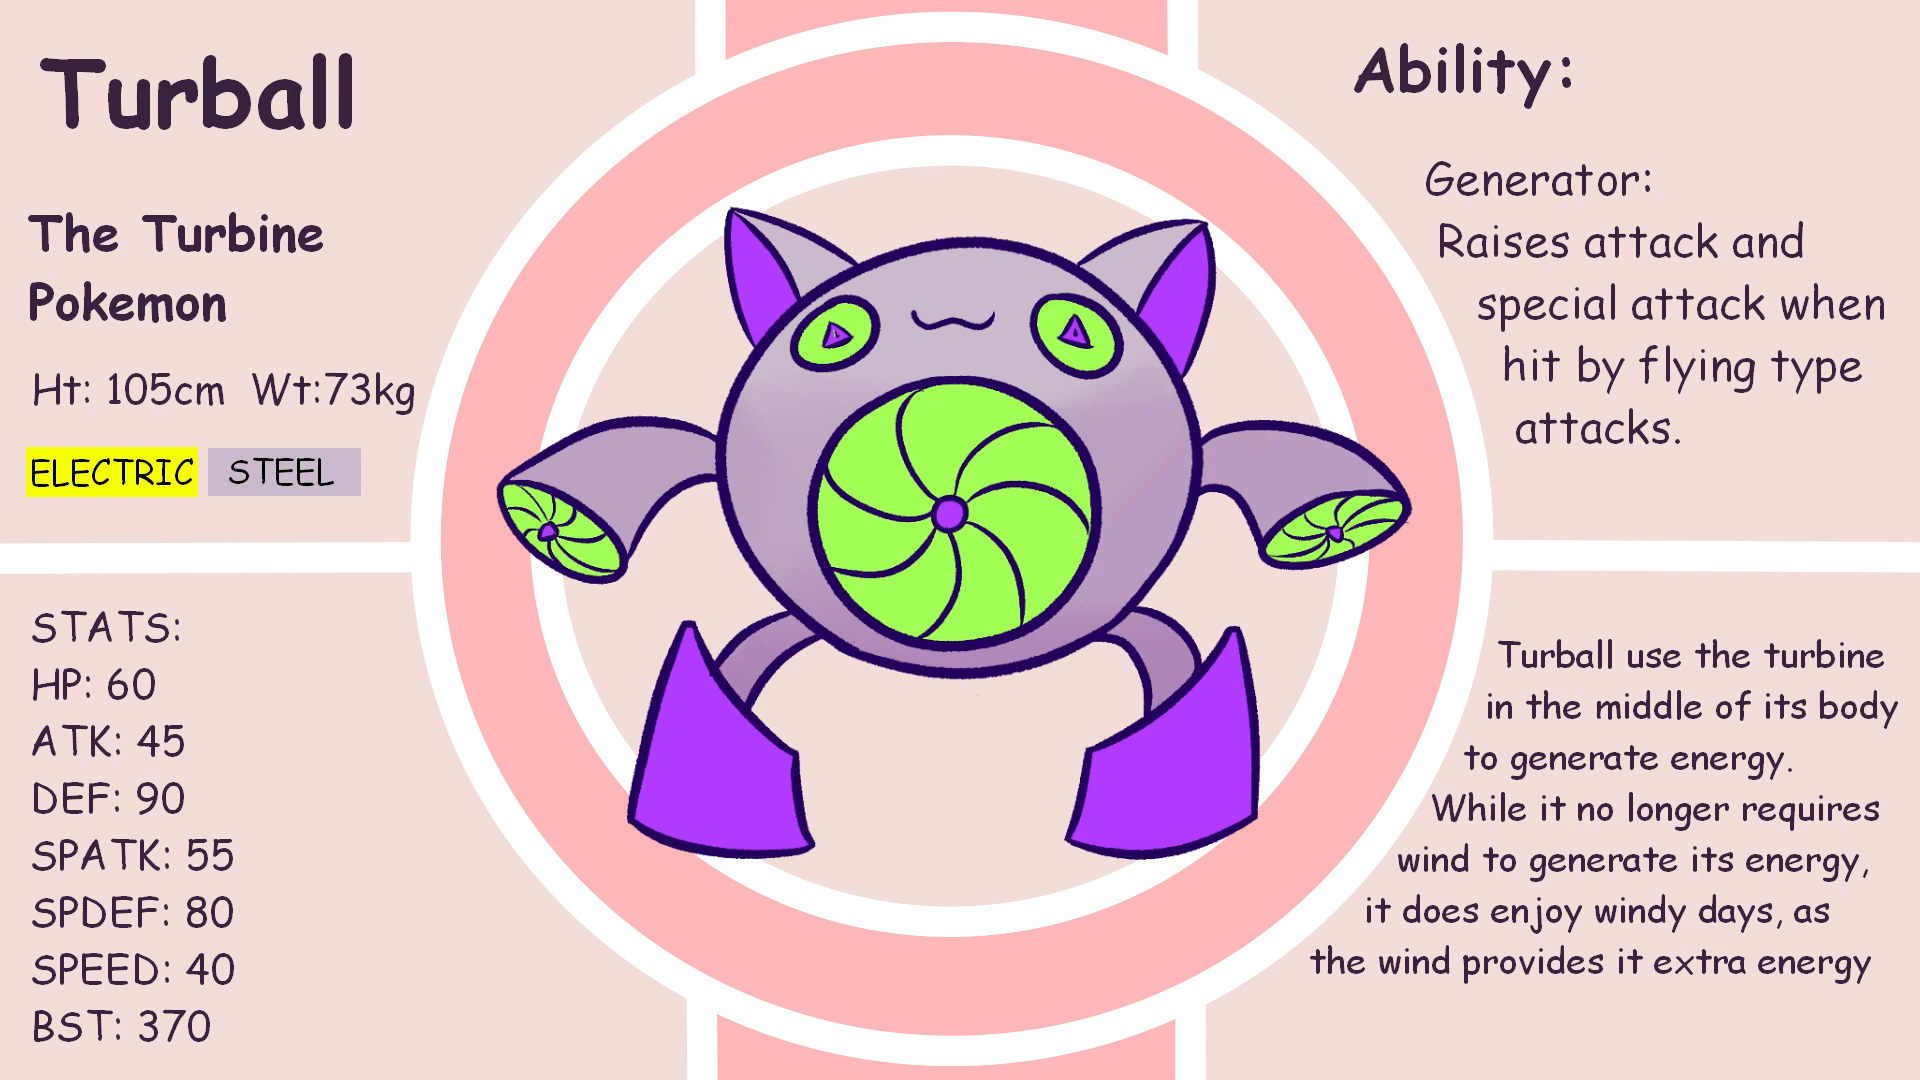 Turball
The Turbine
Pokemon
Ht: 105cm Wt:73kg
ELECTRIC STEEL
STATS:
HP: 60
ATK: 45
DEF: 90
SPATK: 55
SPDEF: 80
SPEED: 40
BST: 370
Ability:
Generator:
Raises attack and
special attack when
hit by flying type
attacks.
Turball use the turbine
in the middle of its body
to generate energy.
While it no longer requires
wind to generate its energy,
it does enjoy windy days, as
the wind provides it extra energy